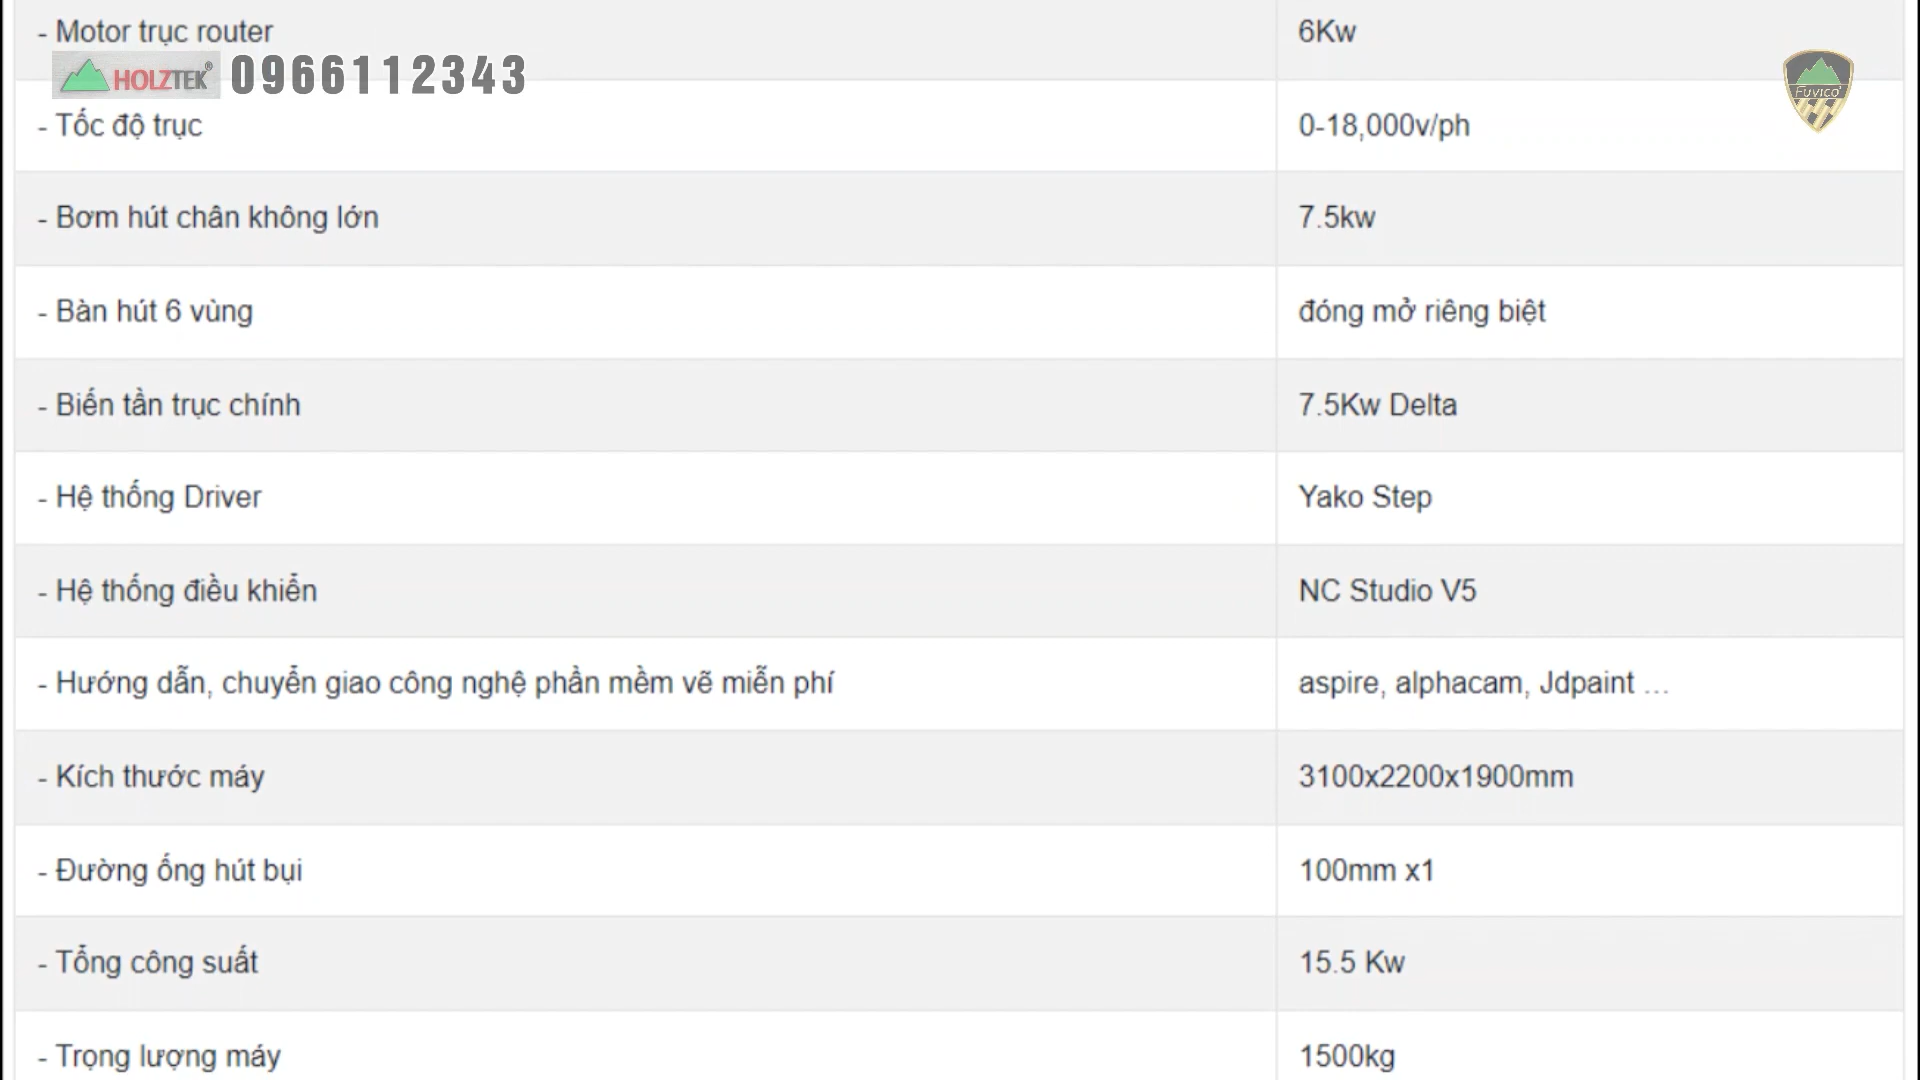 - Motor trục router 6Kw
HOLZTEK® 0966112343
Fuvico
- Tốc độ trục 0-18,000v/ph
- Bơm hút chân không lớn 7.5kw
- Bàn hút 6 vùng đóng mở riêng biệt
- Biến tần trục chính 7.5Kw Delta
- Hệ thống Driver Yako Step
- Hệ thống điều khiển NC Studio V5
- Hướng dẫn, chuyển giao công nghệ phần mềm vẽ miễn phí aspire, alphacam, Jdpaint ...
- Kích thước máy 3100x2200x1900mm
- Đường ống hút bụi 100mm x1
- Tổng công suất 15.5 Kw
- Trọng lượng máy 1500kg